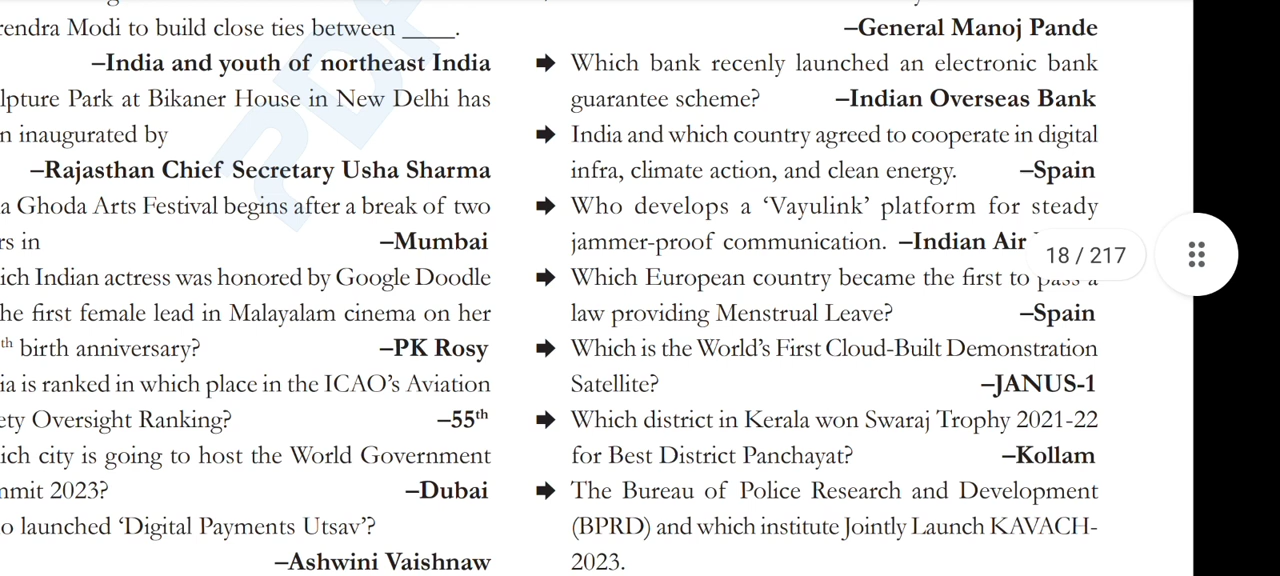 rendra Modi to build close ties between ____.
–India and youth of northeast India
lpture Park at Bikaner House in New Delhi has
n inaugurated by
–Rajasthan Chief Secretary Usha Sharma
a Ghoda Arts Festival begins after a break of two
rs in –Mumbai
ich Indian actress was honored by Google Doodle
he first female lead in Malayalam cinema on her
th birth anniversary? –PK Rosy
ia is ranked in which place in the ICAO’s Aviation
ety Oversight Ranking? –55th
ich city is going to host the World Government
mmit 2023? –Dubai
o launched ‘Digital Payments Utsav’?
–Ashwini Vaishnaw
–General Manoj Pande
➡ Which bank recenly launched an electronic bank
guarantee scheme? –Indian Overseas Bank
➡ India and which country agreed to cooperate in digital
infra, climate action, and clean energy. –Spain
➡ Who develops a ‘Vayulink’ platform for steady
jammer-proof communication. –Indian Air
➡ Which European country became the first to pass a
law providing Menstrual Leave? –Spain
➡ Which is the World’s First Cloud-Built Demonstration
Satellite? –JANUS-1
➡ Which district in Kerala won Swaraj Trophy 2021-22
for Best District Panchayat? –Kollam
➡ The Bureau of Police Research and Development
(BPRD) and which institute Jointly Launch KAVACH-
2023.
18 / 217